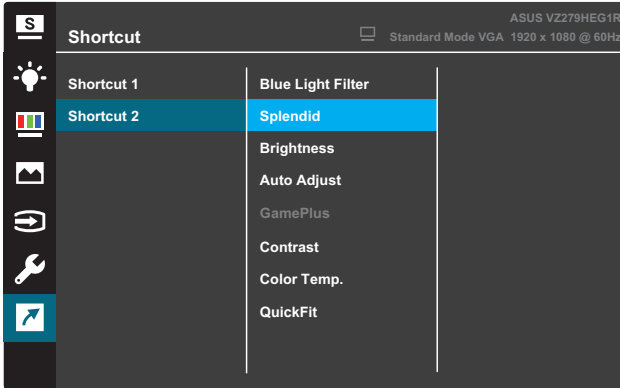 S
ASUS VZ279HEG1R
Shortcut
Standard Mode VGA 1920 x 1080 @ 60Hz
Shortcut 1
Shortcut 2
Blue Light Filter
Splendid
Brightness
Auto Adjust
GamePlus
Contrast
Color Temp.
QuickFit